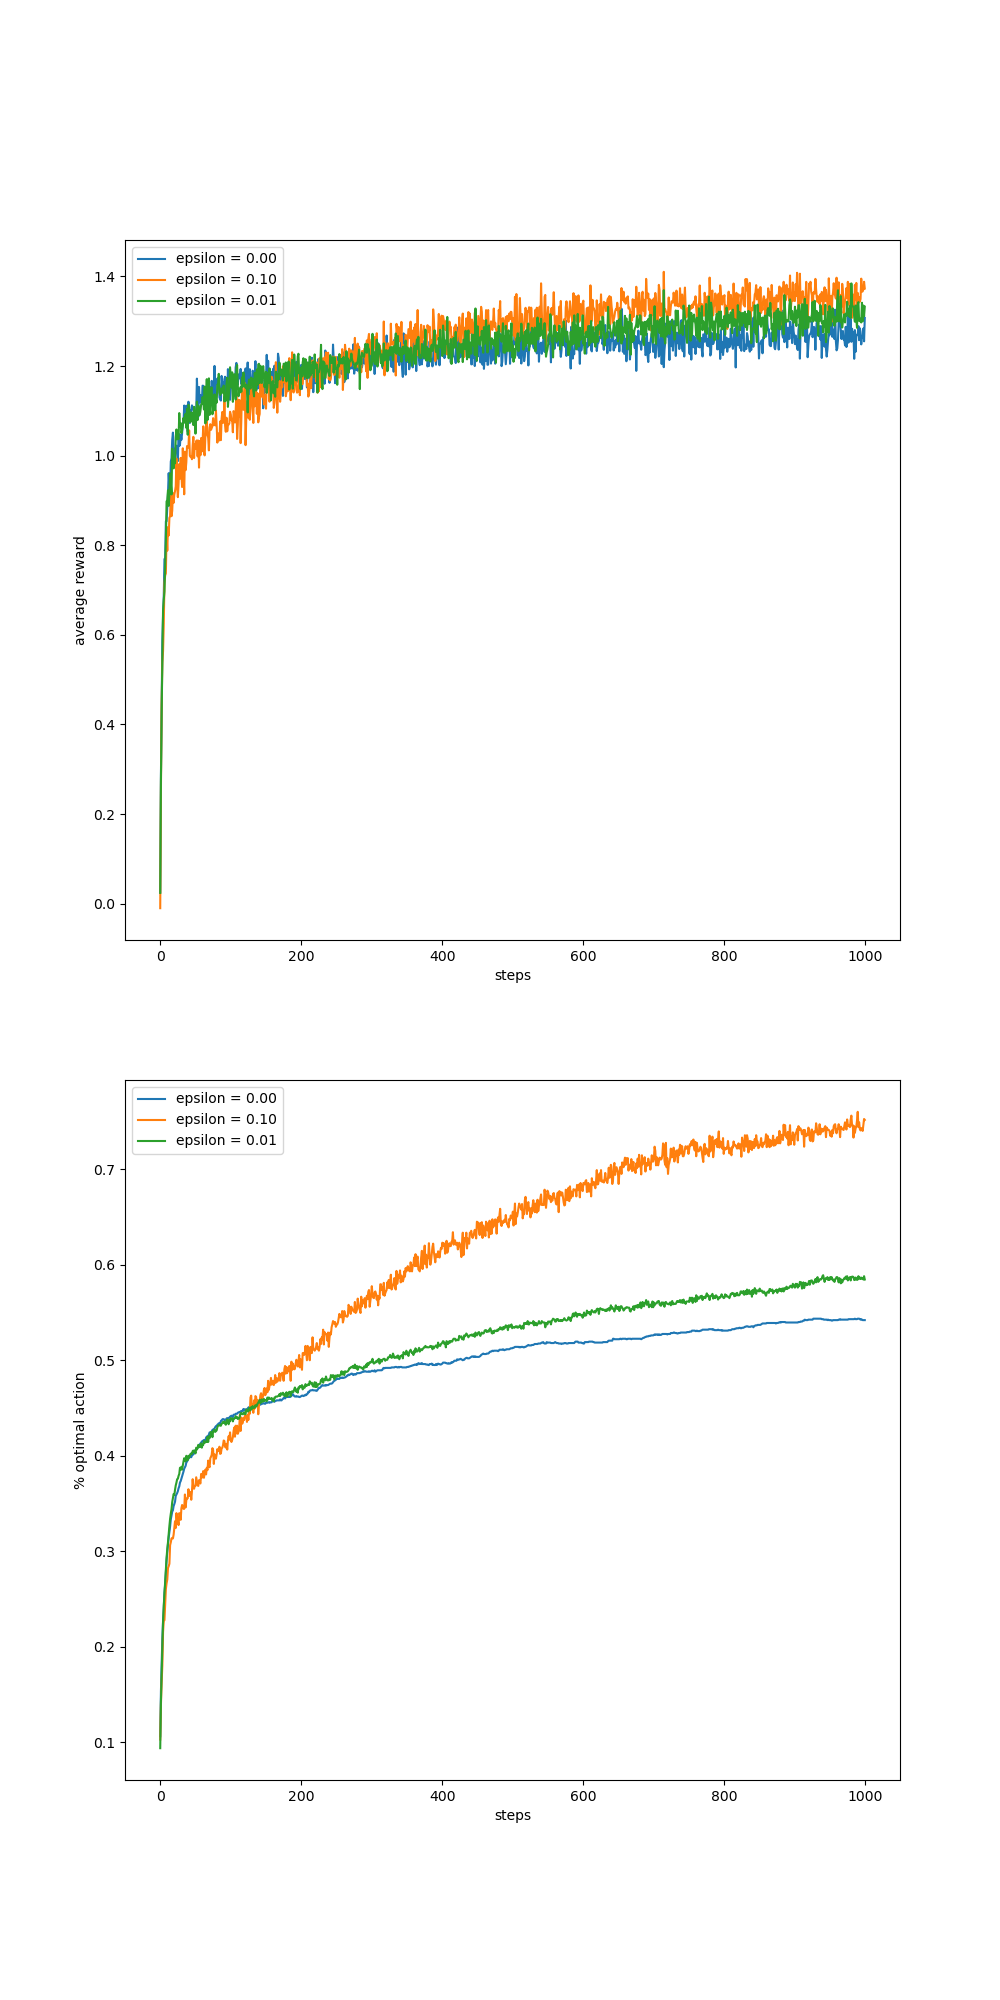 epsilon = 0.00
epsilon = 0.10
epsilon = 0.01
1.4
1.2
1.0
0.8
0.6
0.4
0.2
0.0
average reward
0 200 400 600 800 1000
steps
epsilon = 0.00
epsilon = 0.10
epsilon = 0.01
0.7
0.6
0.5
0.4
0.3
0.2
0.1
% optimal action
0 200 400 600 800 1000
steps